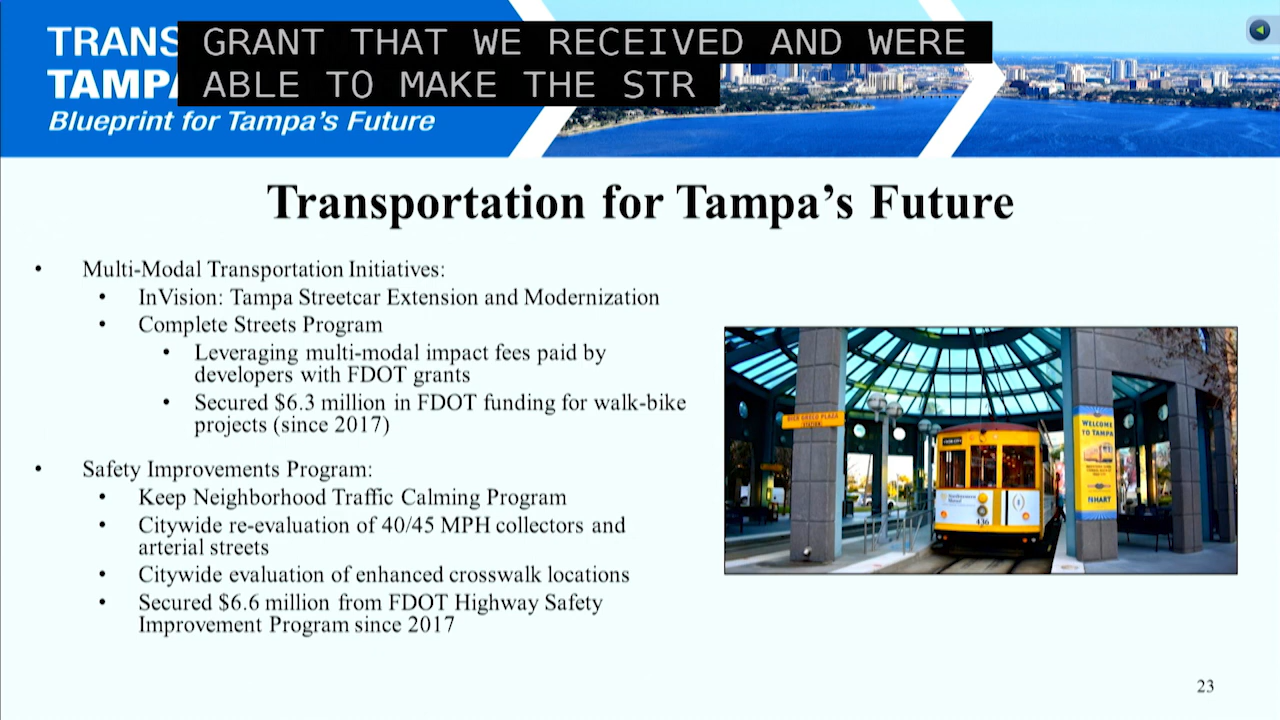 TRANS
GRANT THAT WE RECEIVED AND WERE
TAMPA
ABLE TO MAKE THE STR
Blueprint for Tampa's Future
Transportation for Tampa's Future
• Multi-Modal Transportation Initiatives:
• InVision: Tampa Streetcar Extension and Modernization
• Complete Streets Program
• Leveraging multi-modal impact fees paid by
developers with FDOT grants
• Secured $6.3 million in FDOT funding for walk-bike
projects (since 2017)
• Safety Improvements Program:
• Keep Neighborhood Traffic Calming Program
• Citywide re-evaluation of 40/45 MPH collectors and
arterial streets
• Citywide evaluation of enhanced crosswalk locations
• Secured $6.6 million from FDOT Highway Safety
Improvement Program since 2017
DICK GRECO PLAZA
STATION
WELCOME
TO TAMPA
HART
436
23